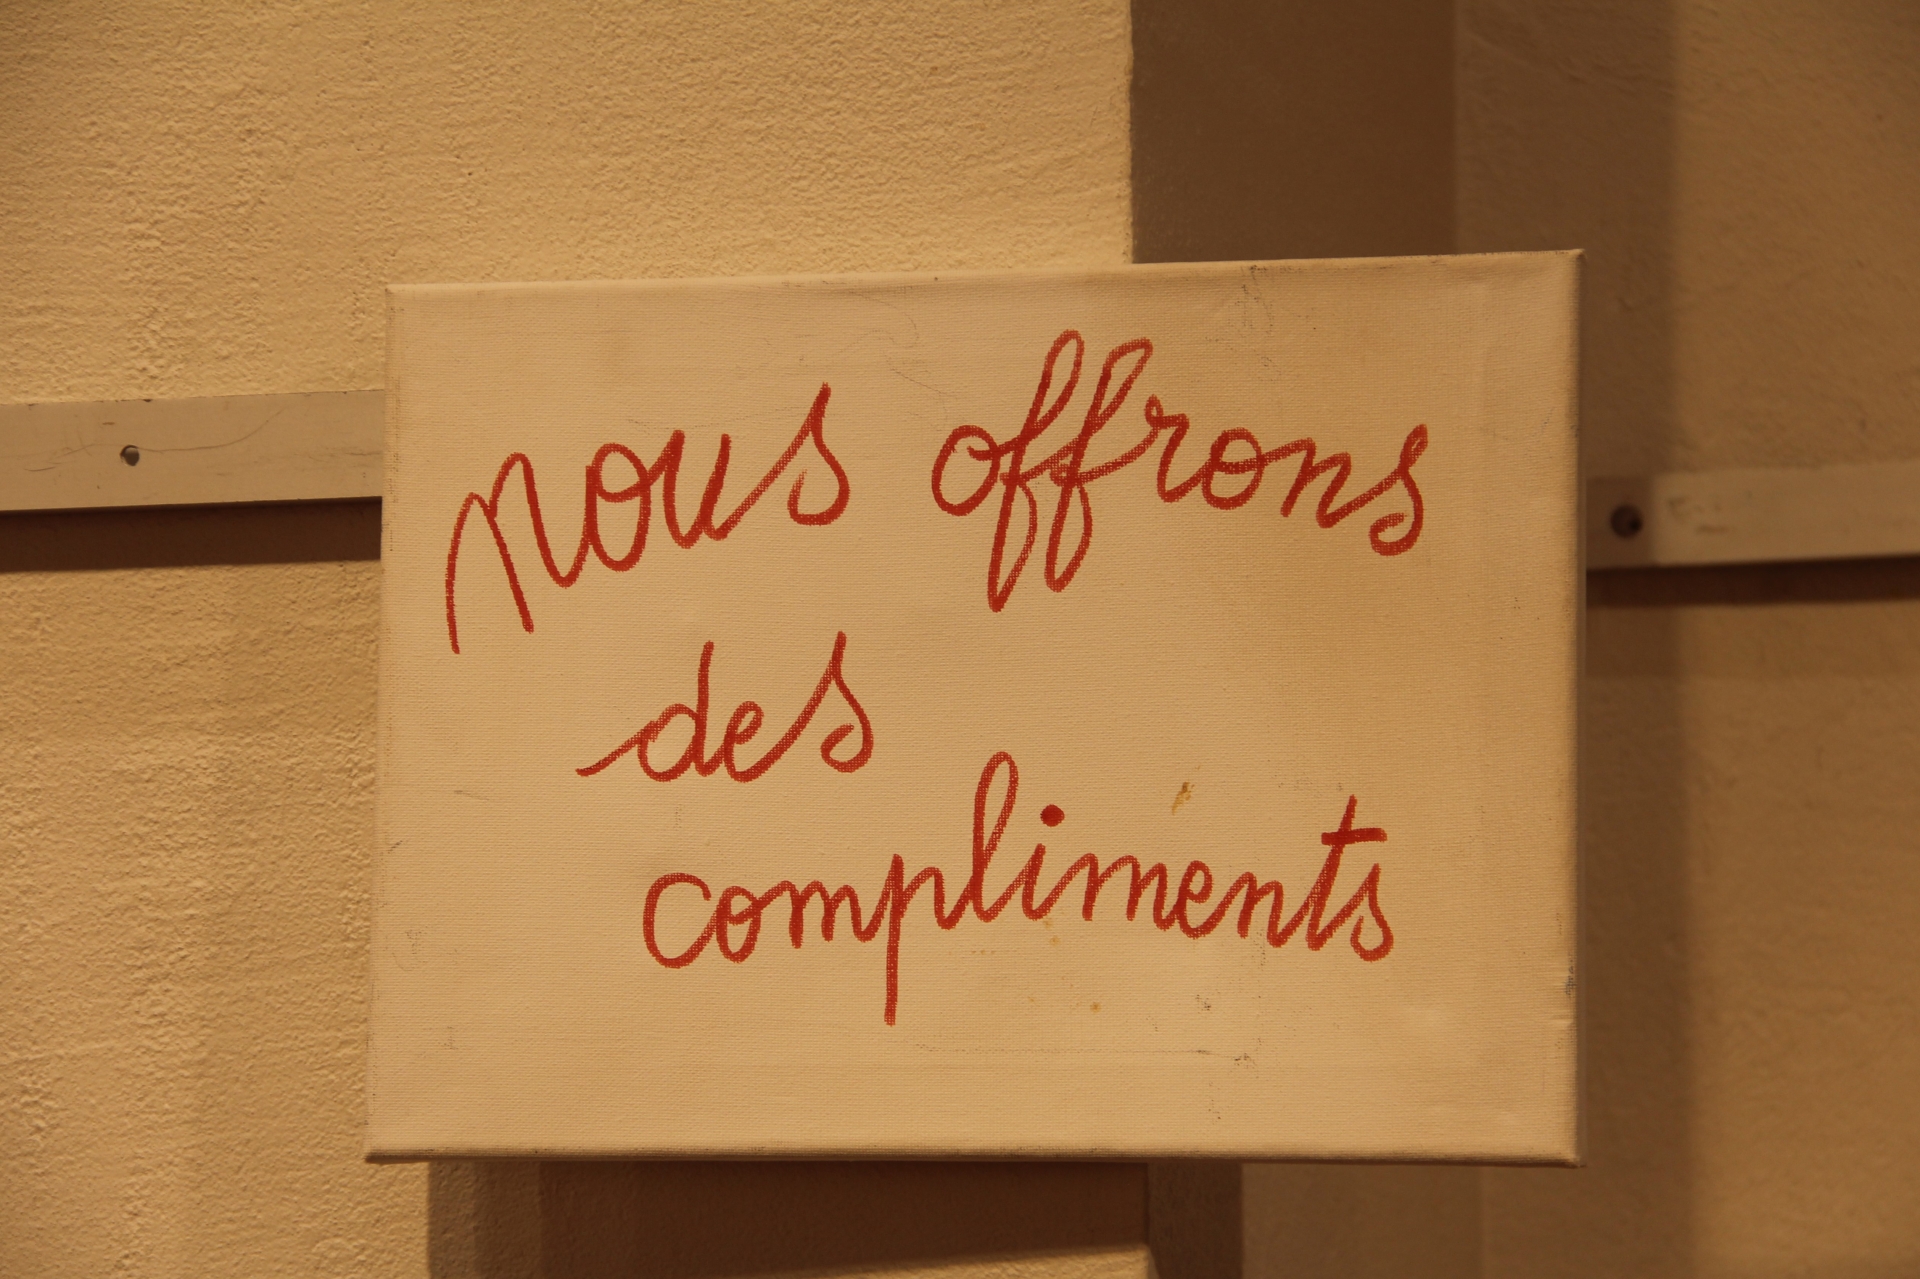 nous offrons
des
compliments